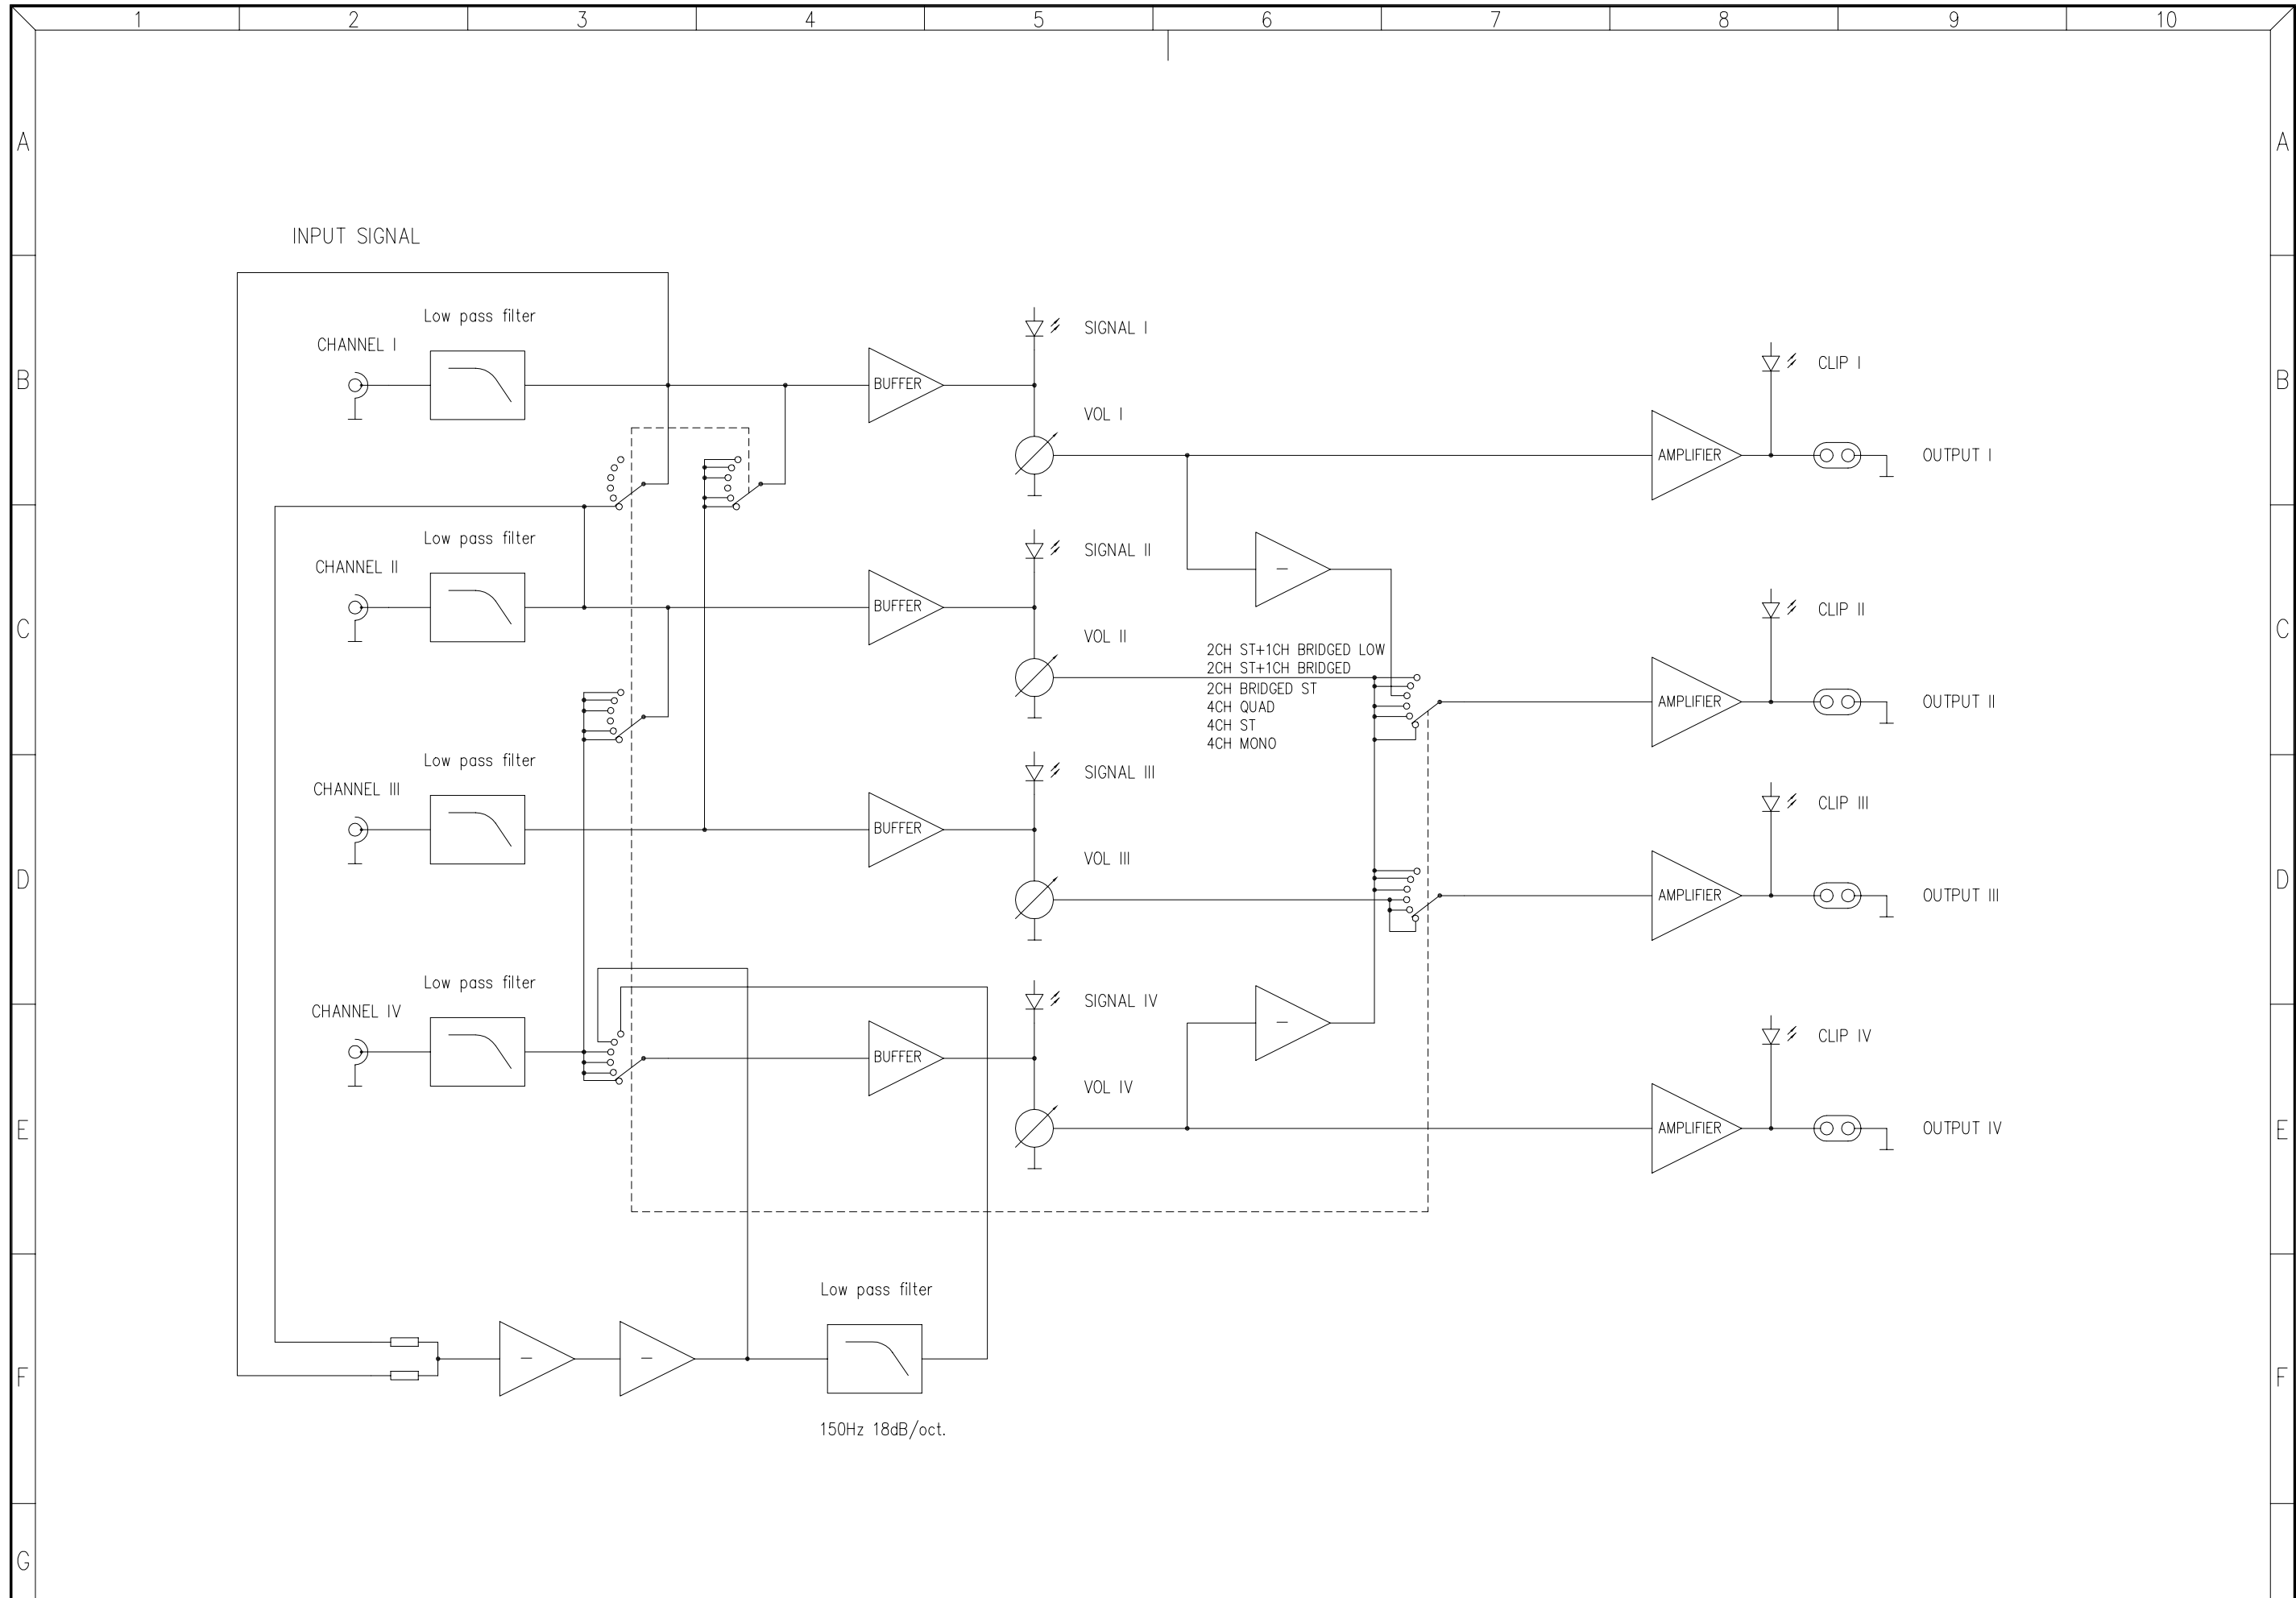 1 2 3 4 5 6 7 8 9 10
A A
INPUT SIGNAL
Low pass filter
SIGNAL I
CHANNEL I
CLIP I
B B
BUFFER
VOL I
AMPLIFIER
OUTPUT I
Low pass filter
SIGNAL II
CHANNEL II
CLIP II
BUFFER
C C
VOL II
2CH ST+1CH BRIDGED LOW
2CH ST+1CH BRIDGED
2CH BRIDGED ST
4CH QUAD
4CH ST
4CH MONO
AMPLIFIER
OUTPUT II
Low pass filter
SIGNAL III
CHANNEL III
CLIP III
BUFFER
VOL III
D D
AMPLIFIER
OUTPUT III
Low pass filter
SIGNAL IV
CHANNEL IV
CLIP IV
BUFFER
VOL IV
E E
AMPLIFIER
OUTPUT IV
Low pass filter
F F
150Hz 18dB/oct.
G